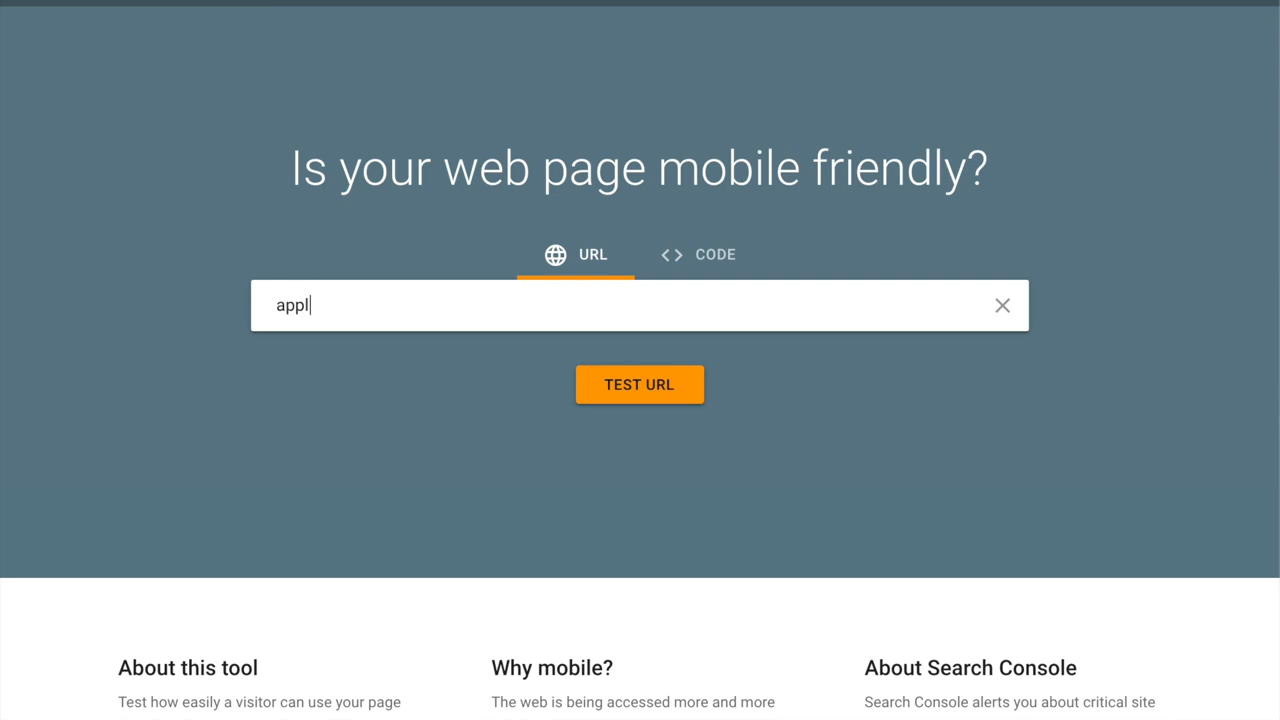 Is your web page mobile friendly?
URL
CODE
appl
TEST URL
About this tool
Test how easily a visitor can use your page
Why mobile?
The web is being accessed more and more
About Search Console
Search Console alerts you about critical site